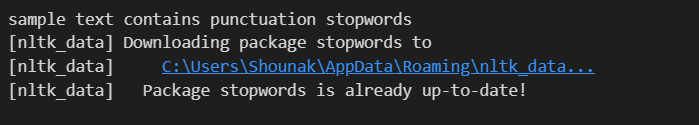 sample text contains punctuation stopwords
[nltk_data] Downloading package stopwords to
[nltk_data]     C:\Users\Shounak\AppData\Roaming\nltk_data...
[nltk_data]   Package stopwords is already up-to-date!